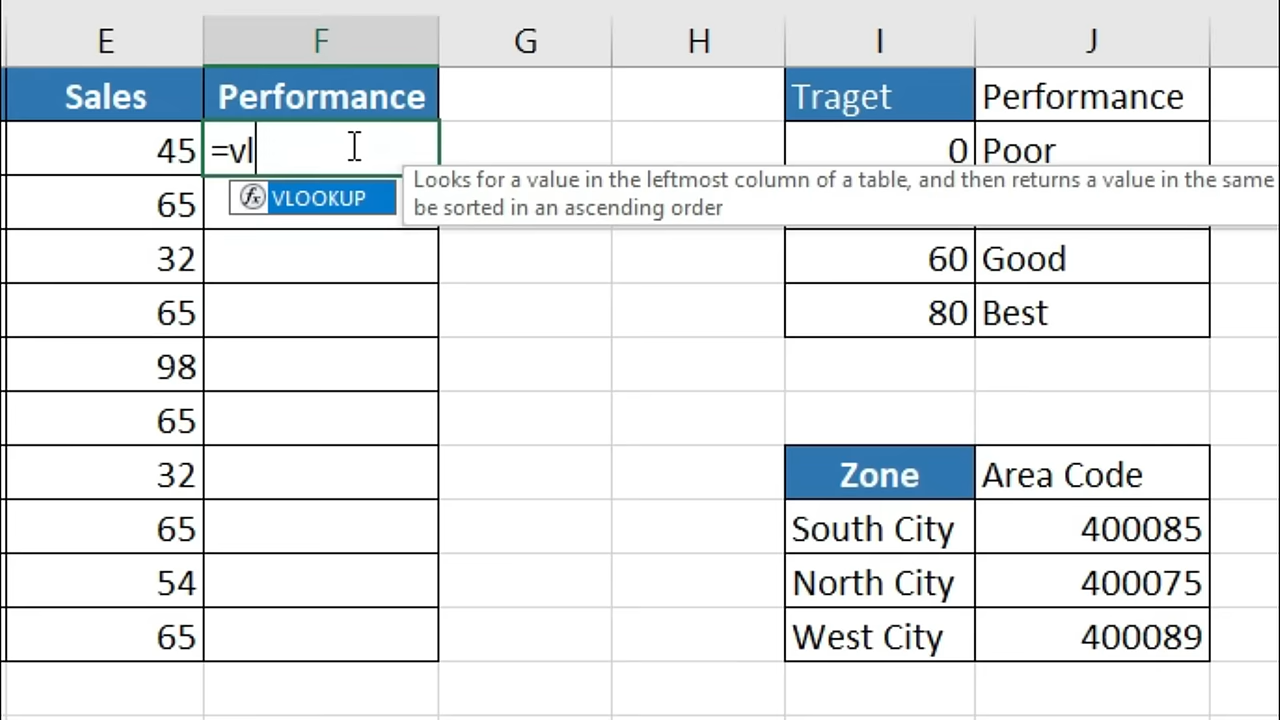 E F G H I J
Sales Performance Traget Performance
45 =vl 0 Poor
Looks for a value in the leftmost column of a table, and then returns a value in the same
65 fx VLOOKUP be sorted in an ascending order
32 60 Good
65 80 Best
98
65
32 Zone Area Code
65 South City 400085
54 North City 400075
65 West City 400089